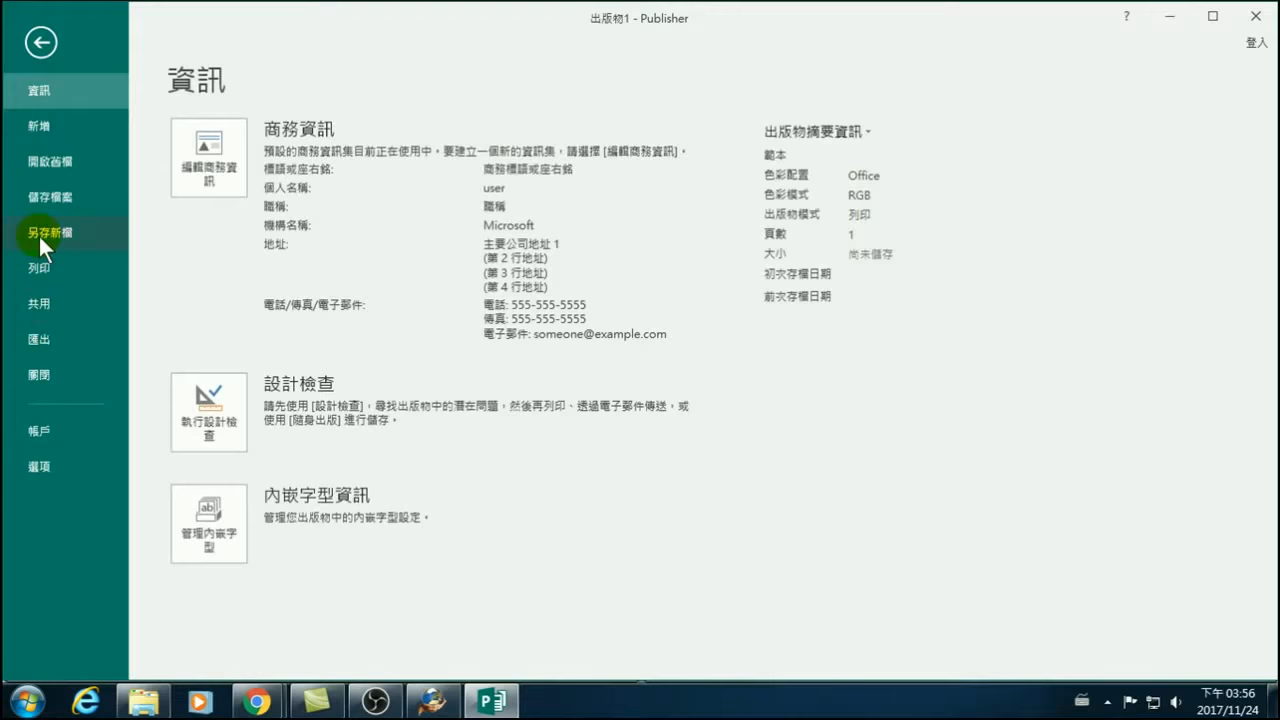 出版物1 - Publisher
?
登入
資訊
新增
開啟舊檔
儲存檔案
另存新檔
列印
共用
匯出
關閉
帳戶
選項
資訊
編輯商務資
訊
商務資訊
預設的商務資訊集目前正在使用中。要建立一個新的資訊集，請選擇 [編輯商務資訊]。
標語或座右銘: 商務標語或座右銘
個人名稱: user
職稱: 職稱
機構名稱: Microsoft
地址: 主要公司地址 1
(第 2 行地址)
(第 3 行地址)
(第 4 行地址)
電話/傳真/電子郵件: 電話: 555-555-5555
傳真: 555-555-5555
電子郵件: someone@example.com
執行設計檢
查
設計檢查
請先使用 [設計檢查]，尋找出版物中的潛在問題，然後再列印、透過電子郵件傳送，或
使用 [隨身出版] 進行儲存。
管理內嵌字
型
內嵌字型資訊
管理您出版物中的內嵌字型設定。
出版物摘要資訊
範本
色彩配置 Office
色彩模式 RGB
出版物模式 列印
頁數 1
大小 尚未儲存
初次存檔日期
前次存檔日期
下午 03:56
2017/11/24